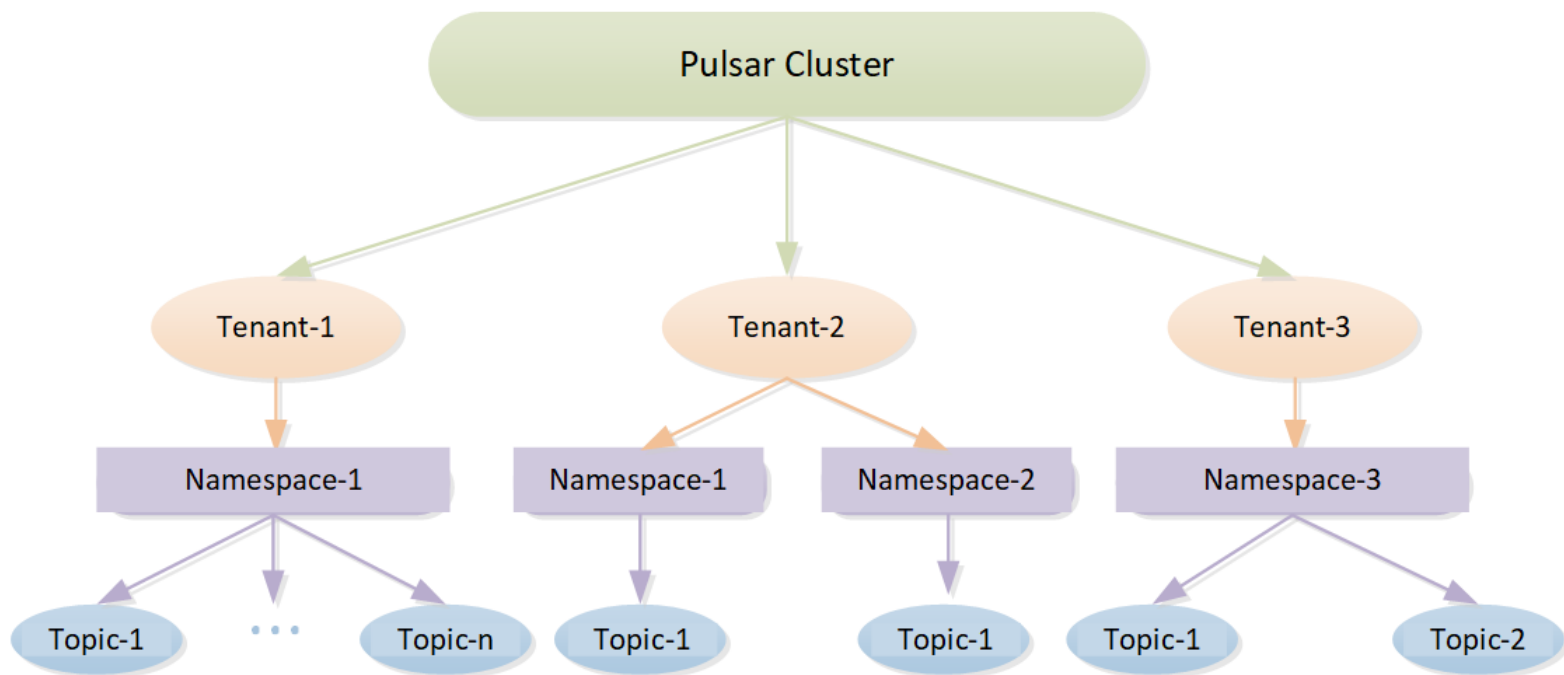 Pulsar Cluster
Tenant-1
Tenant-2
Tenant-3
Namespace-1
Namespace-1
Namespace-2
Namespace-3
Topic-1
...
Topic-n
Topic-1
Topic-1
Topic-1
Topic-2